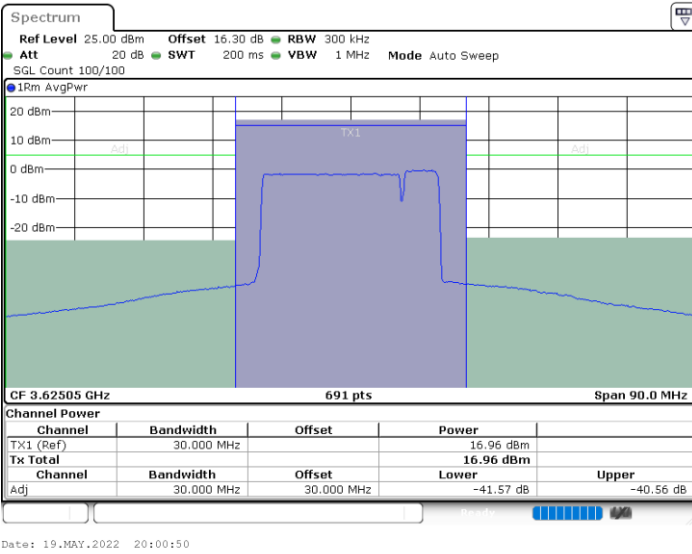 Spectrum
Ref Level 25.00 dBm Offset 16.30 dB RBW 300 kHz
Att 20 dB SWT 200 ms VBW 1 MHz Mode Auto Sweep
SGL Count 100/100
1Rm AvgPwr
20 dBm
TX1
10 dBm
Adj Adj
0 dBm
-10 dBm
-20 dBm
CF 3.62505 GHz 691 pts Span 90.0 MHz
Channel Power
Channel Bandwidth Offset Power
TX1 (Ref) 30.000 MHz 16.96 dBm
Tx Total 16.96 dBm
Channel Bandwidth Offset Lower Upper
Adj 30.000 MHz 30.000 MHz -41.57 dB -40.56 dB
Ready
Date: 19.MAY.2022 20:00:50